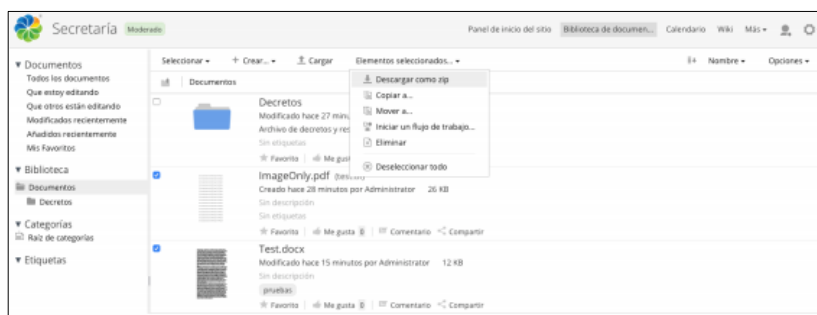 Secretaría Moderado
Panel de inicio del sitio Biblioteca de documen... Calendario Wiki Más
Seleccionar + Crear... Cargar Elementos seleccionados... Nombre Opciones
Documentos
Todos los documentos
Que estoy editando
Que otros están editando
Modificados recientemente
Añadidos recientemente
Mis Favoritos
Biblioteca
Documentos
Decretos
Categorías
Raíz de categorías
Etiquetas
Documentos
Descargar como zip
Copiar a...
Mover a...
Iniciar un flujo de trabajo...
Eliminar
Deseleccionar todo
Decretos
Modificado hace 27 minu
Archivo de decretos y res
Sin etiquetas
Favorito Me gus
ImageOnly.pdf
Creado hace 28 minutos por Administrator 26 KB
Sin descripción
Sin etiquetas
Favorito Me gusta 0 Comentario Compartir
Test.docx
Modificado hace 15 minutos por Administrator 12 KB
Sin descripción
pruebas
Favorito Me gusta 0 Comentario Compartir